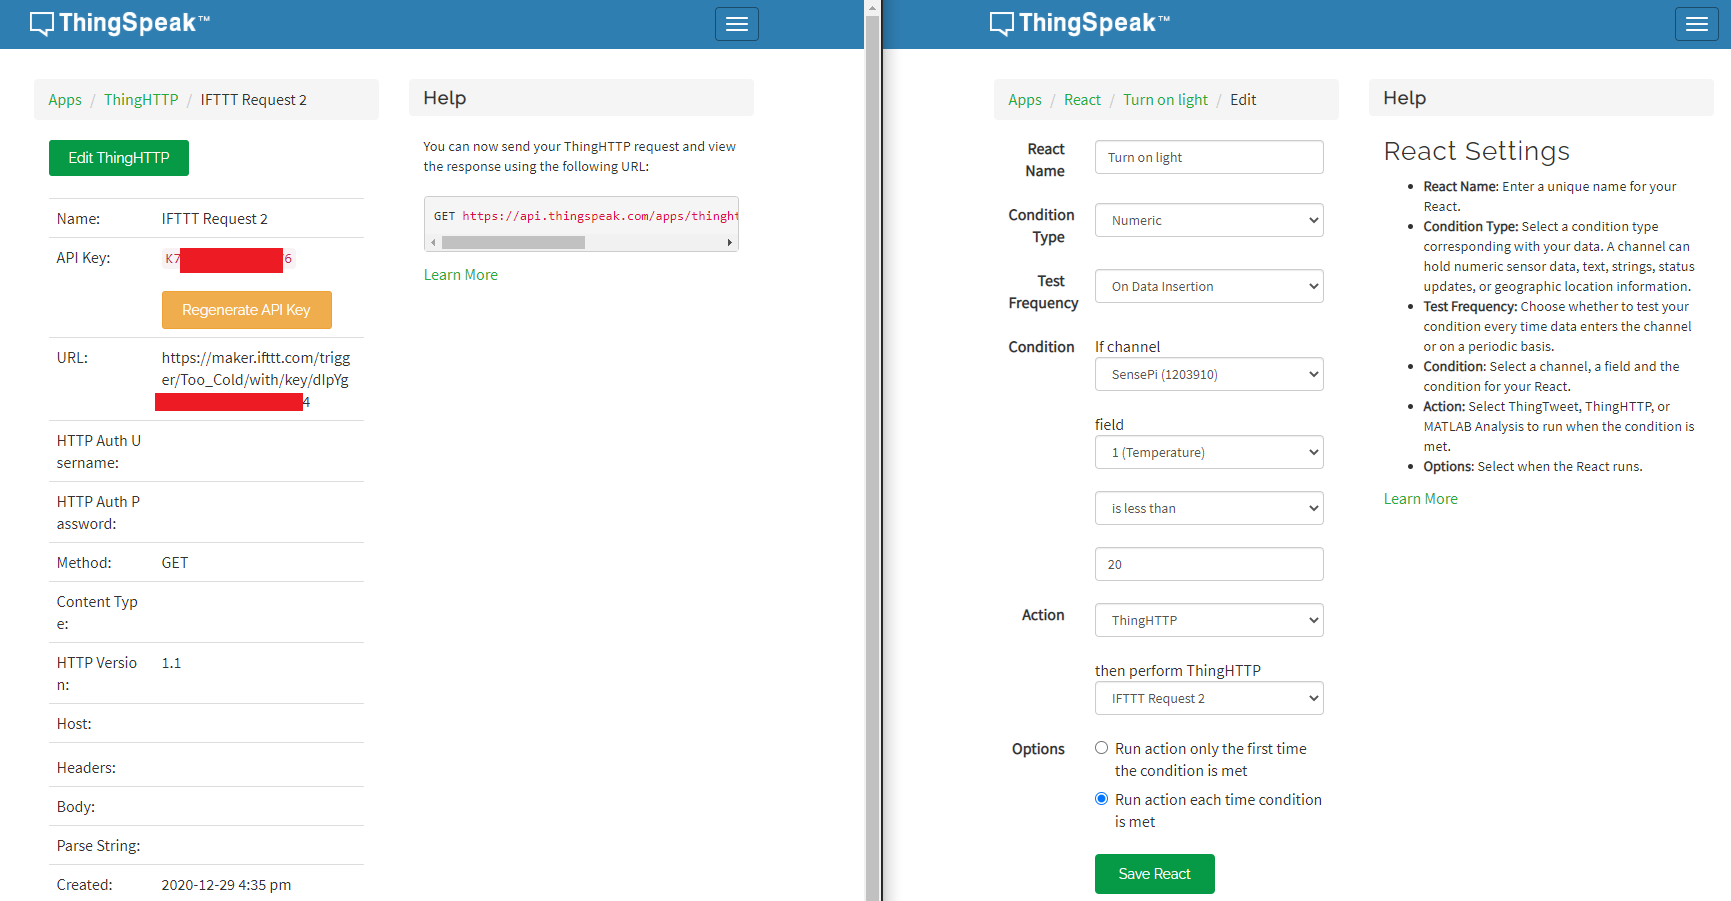 ThingSpeak™
Apps / ThingHTTP / IFTTT Request 2
Edit ThingHTTP
Name: IFTTT Request 2
API Key: K7 6
Regenerate API Key
URL: https://maker.ifttt.com/trigg
er/Too_Cold/with/key/dIpYg
4
HTTP Auth U
sername:
HTTP Auth P
assword:
Method: GET
Content Typ
e:
HTTP Versio
n: 1.1
Host:
Headers:
Body:
Parse String:
Created: 2020-12-29 4:35 pm
Help
You can now send your ThingHTTP request and view
the response using the following URL:
GET https://api.thingspeak.com/apps/thinght
Learn More
ThingSpeak™
Apps / React / Turn on light / Edit
React
Name
Turn on light
Condition
Type
Numeric
Test
Frequency
On Data Insertion
Condition
If channel
SensePi (1203910)
field
1 (Temperature)
is less than
20
Action
ThingHTTP
then perform ThingHTTP
IFTTT Request 2
Options
Run action only the first time
the condition is met
Run action each time condition
is met
Save React
Help
React Settings
• React Name: Enter a unique name for your
React.
• Condition Type: Select a condition type
corresponding with your data. A channel can
hold numeric sensor data, text, strings, status
updates, or geographic location information.
• Test Frequency: Choose whether to test your
condition every time data enters the channel
or on a periodic basis.
• Condition: Select a channel, a field and the
condition for your React.
• Action: Select ThingTweet, ThingHTTP, or
MATLAB Analysis to run when the condition is
met.
• Options: Select when the React runs.
Learn More